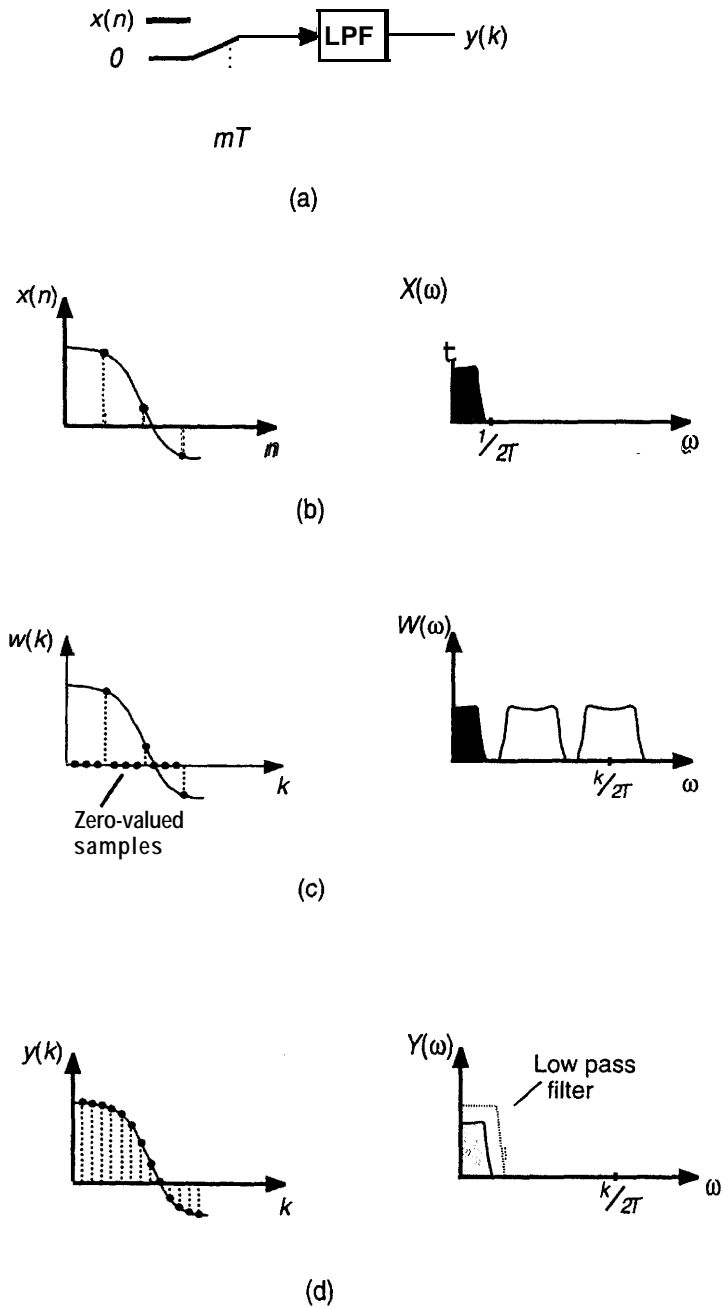 x(n)
0
LPF
y(k)
mT
(a)
x(n)
n
X(ω)
t
1/2T
ω
(b)
w(k)
k
Zero-valued
samples
W(ω)
k/2T
ω
(c)
y(k)
k
Y(ω)
Low pass
filter
k/2T
ω
(d)